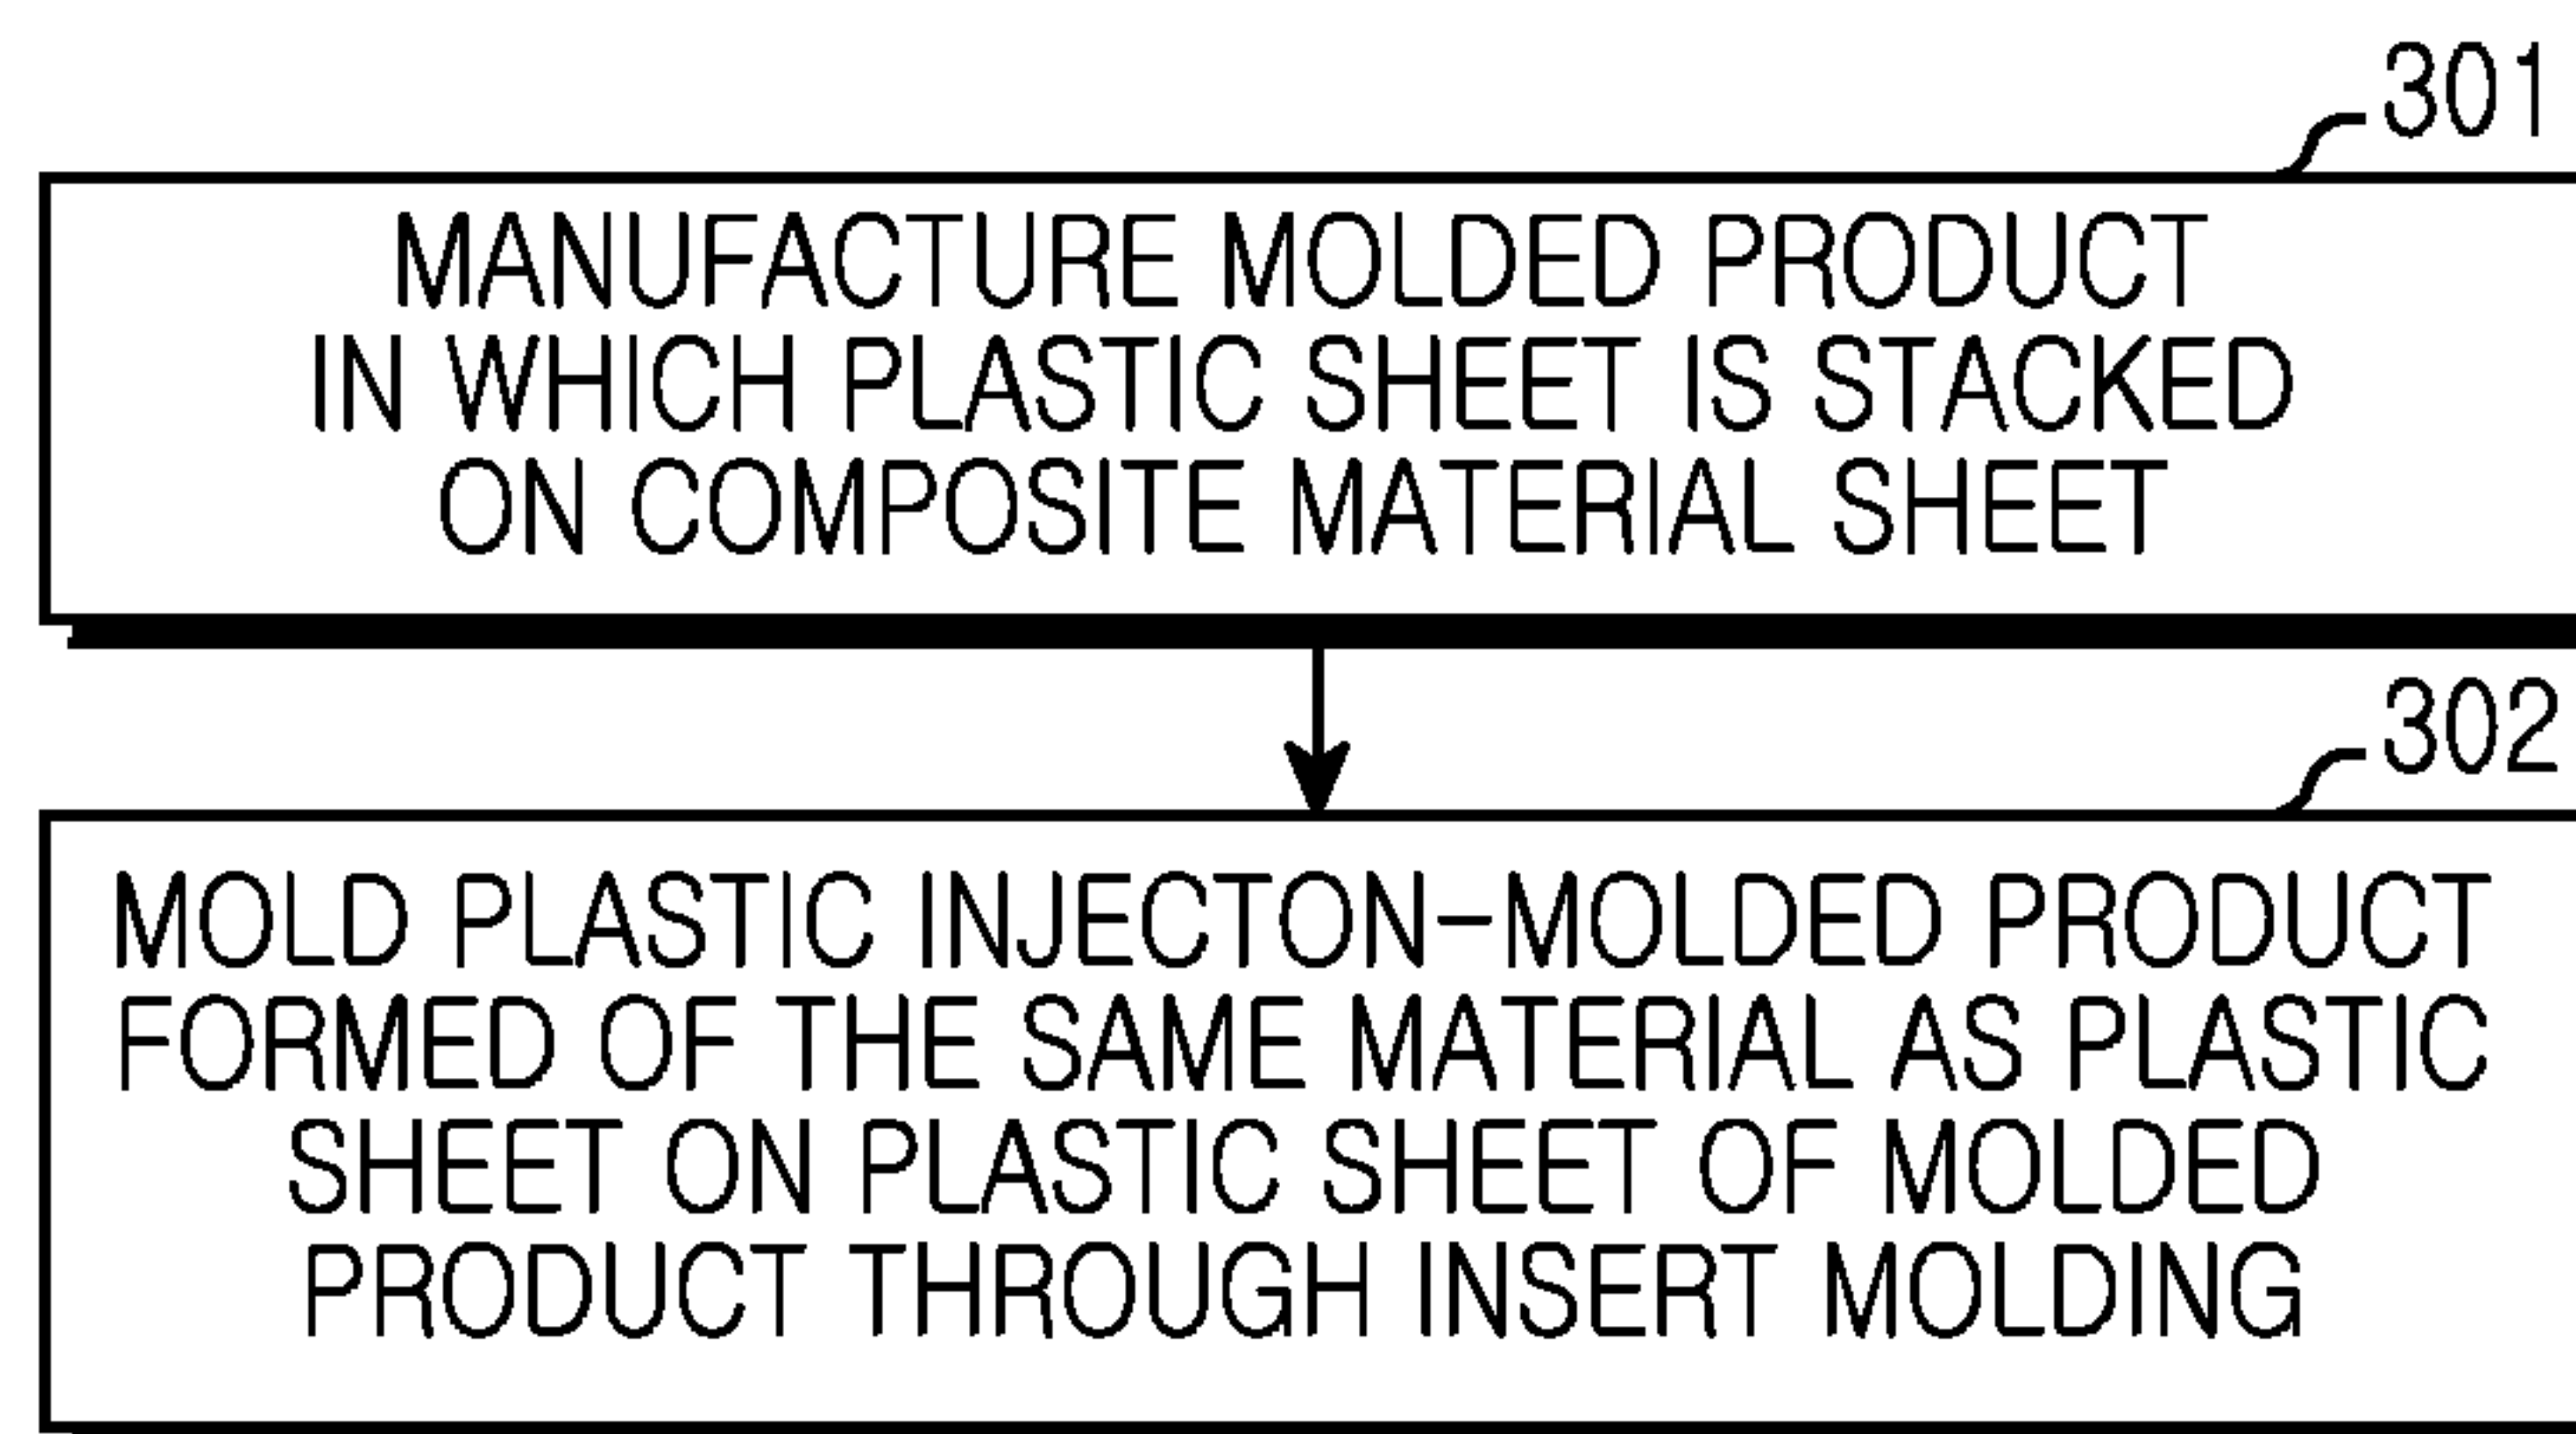 301
MANUFACTURE MOLDED PRODUCT
IN WHICH PLASTIC SHEET IS STACKED
ON COMPOSITE MATERIAL SHEET
302
MOLD PLASTIC INJECTON-MOLDED PRODUCT
FORMED OF THE SAME MATERIAL AS PLASTIC
SHEET ON PLASTIC SHEET OF MOLDED
PRODUCT THROUGH INSERT MOLDING